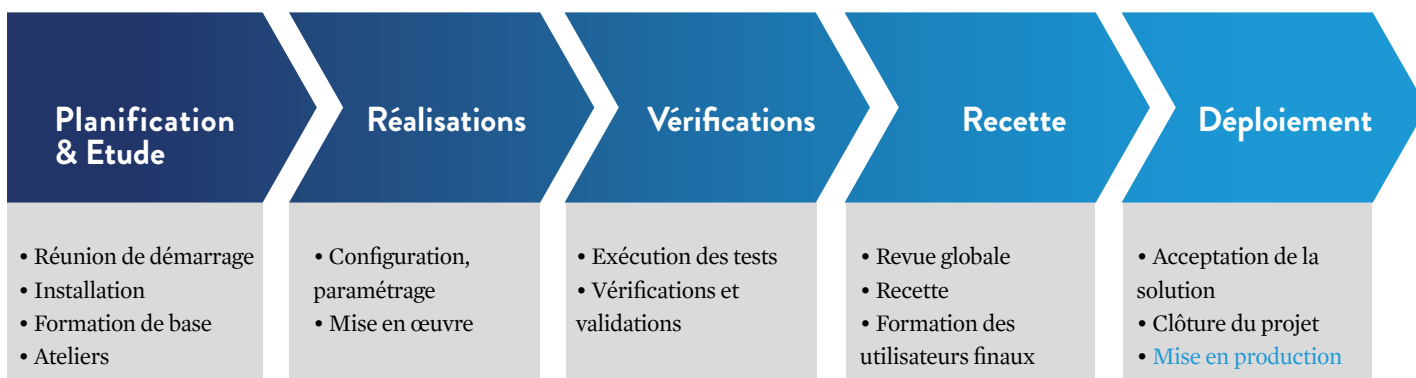 Planification
& Etude
Réalisations
Vérifications
Recette
Déploiement
• Réunion de démarrage
• Installation
• Formation de base
• Ateliers
• Configuration,
paramétrage
• Mise en œuvre
• Exécution des tests
• Vérifications et
validations
• Revue globale
• Recette
• Formation des
utilisateurs finaux
• Acceptation de la
solution
• Clôture du projet
• Mise en production